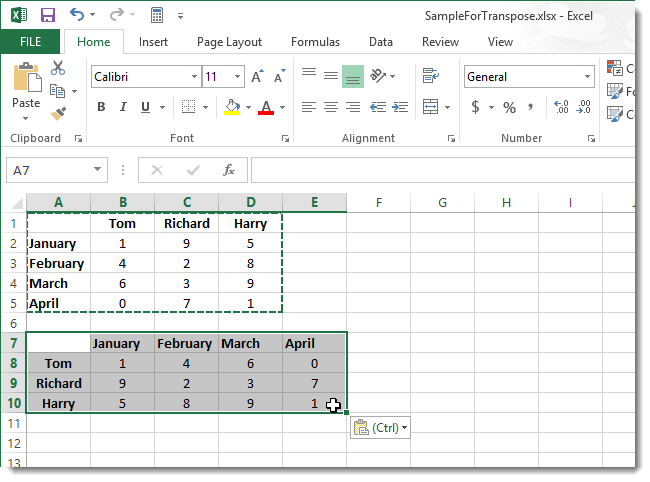 SampleForTranspose.xlsx - Excel
FILE Home Insert Page Layout Formulas Data Review View
Calibri 11 A A General
Paste B I U A $ % , .00
Clipboard Font Alignment Number
A7 fx
A B C D E F G H I
1 Tom Richard Harry
2 January 1 9 5
3 February 4 2 8
4 March 6 3 9
5 April 0 7 1
6
7 January February March April
8 Tom 1 4 6 0
9 Richard 9 2 3 7
10 Harry 5 8 9 1
11 (Ctrl)
12
13